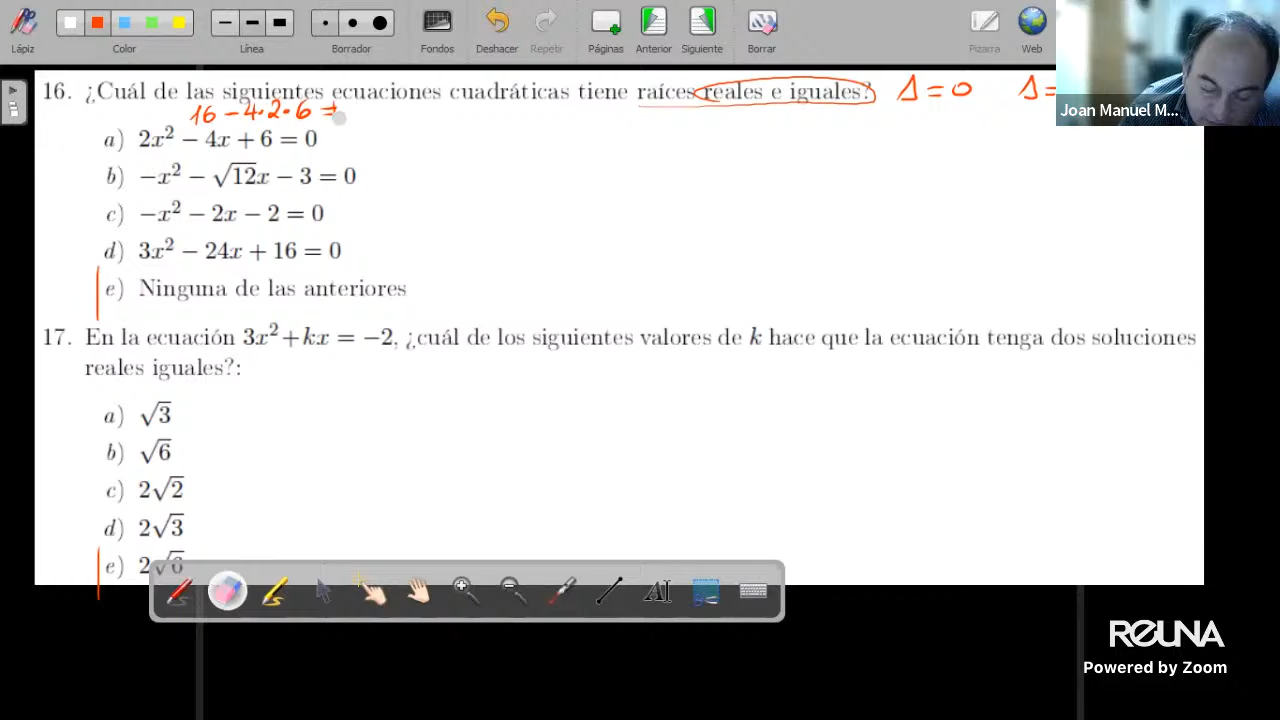 Lápiz
Color
Línea
Borrador
Fondos
Deshacer
Repetir
Páginas
Anterior
Siguiente
Borrar
Pizarra
Web
16. ¿Cuál de las siguientes ecuaciones cuadráticas tiene raíces reales e iguales? Δ = 0 Δ =
Joan Manuel M...
16 - 4·2·6 =
a) 2x² − 4x + 6 = 0
b) −x² − √12x − 3 = 0
c) −x² − 2x − 2 = 0
d) 3x² − 24x + 16 = 0
e) Ninguna de las anteriores
17. En la ecuación 3x² + kx = −2, ¿cuál de los siguientes valores de k hace que la ecuación tenga dos soluciones
reales iguales?:
a) √3
b) √6
c) 2√2
d) 2√3
e) 2√6
AI
REUNA
Powered by Zoom